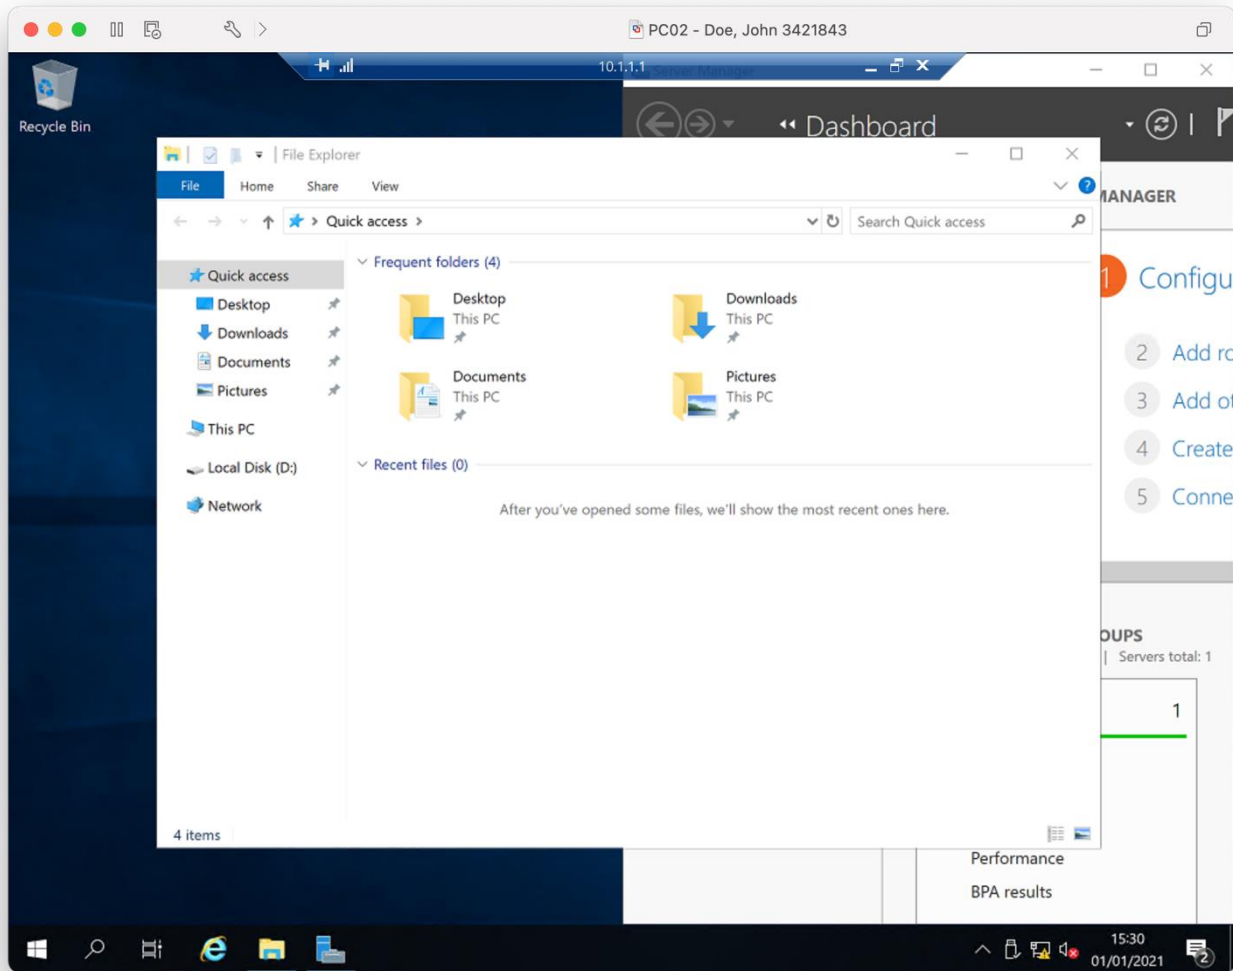 PC02 - Doe, John 3421843
Recycle Bin
10.1.1.1
Server Manager
Dashboard
File Explorer
File Home Share View
MANAGER
Quick access
Search Quick access
1 Configu
Quick access
Desktop
Downloads
Documents
Pictures
This PC
Local Disk (D:)
Network
Frequent folders (4)
Desktop
This PC
Downloads
This PC
Documents
This PC
Pictures
This PC
Recent files (0)
After you've opened some files, we'll show the most recent ones here.
2 Add ro
3 Add ot
4 Create
5 Conne
OUPS
| Servers total: 1
1
4 items
Performance
BPA results
15:30
01/01/2021
2